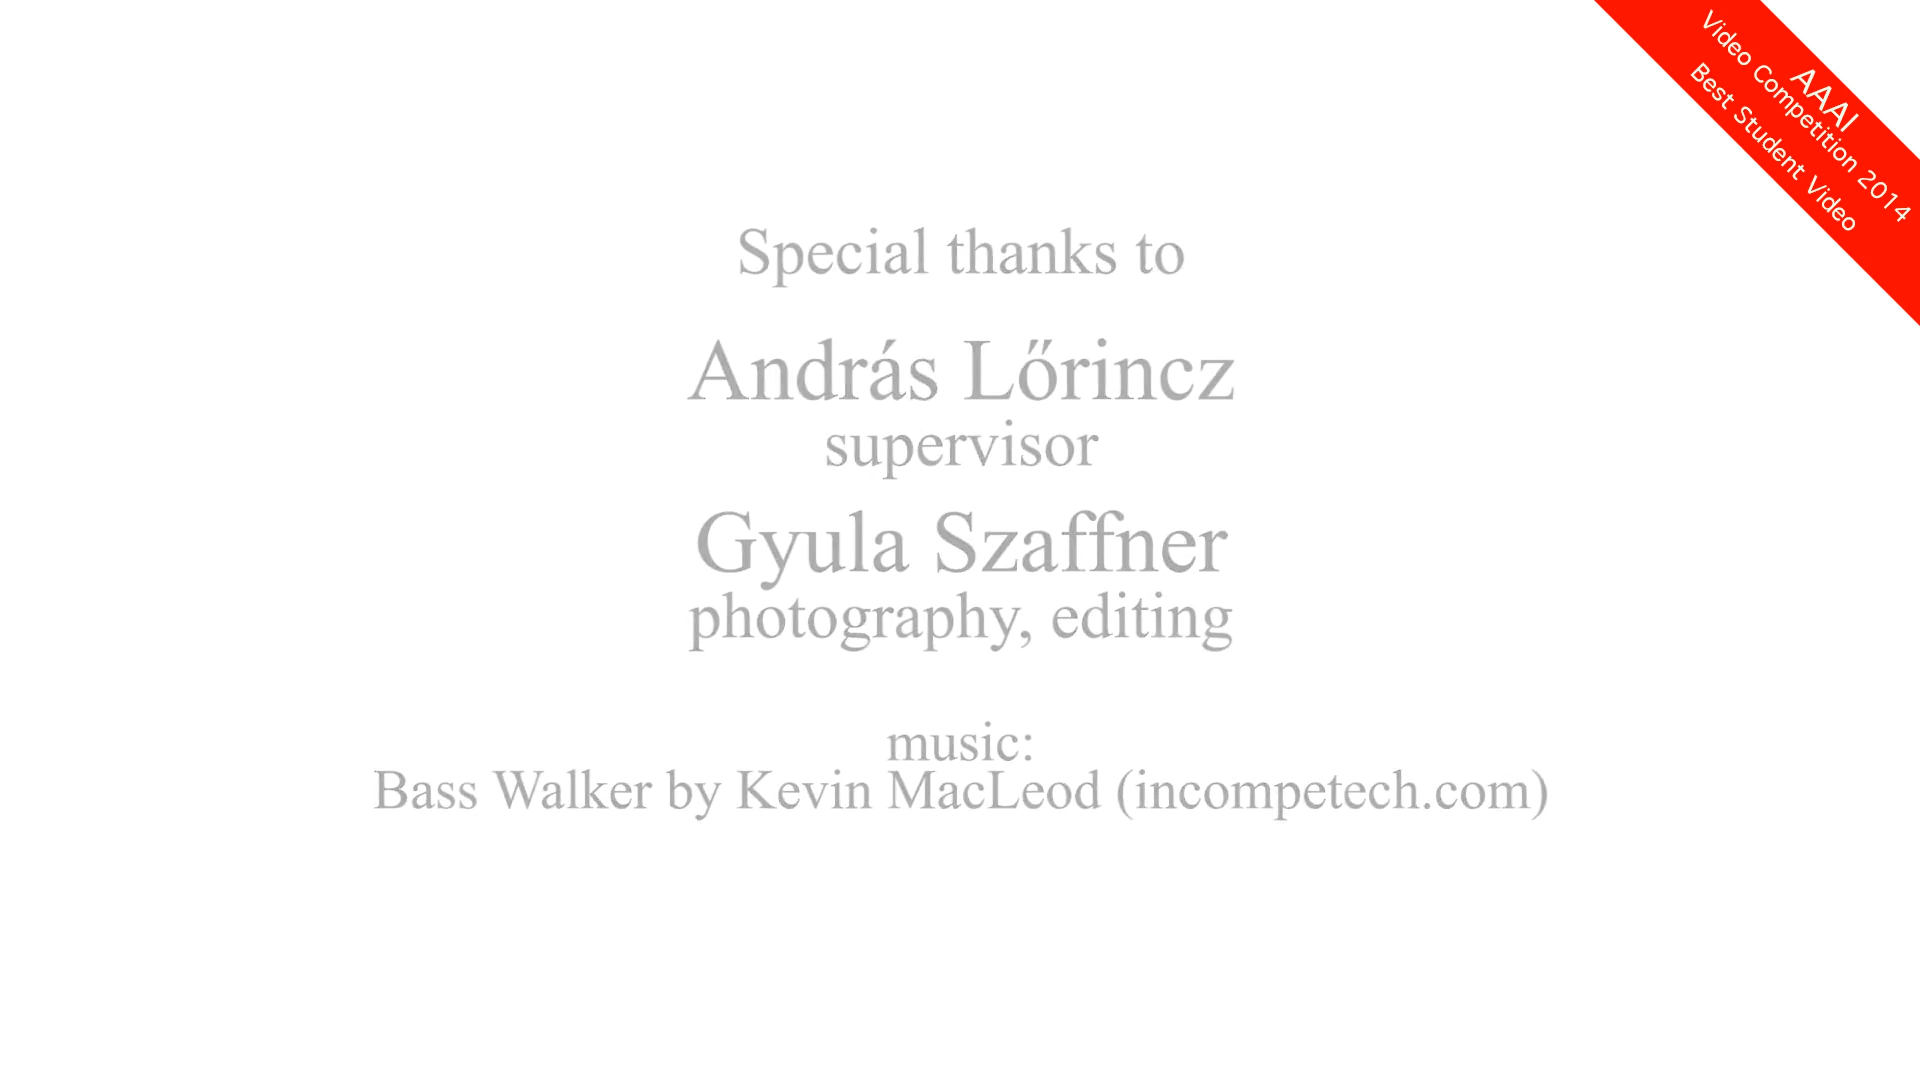 AAAI
Video Competition 2014
Best Student Video
Special thanks to
András Lőrincz
supervisor
Gyula Szaffner
photography, editing
music:
Bass Walker by Kevin MacLeod (incompetech.com)